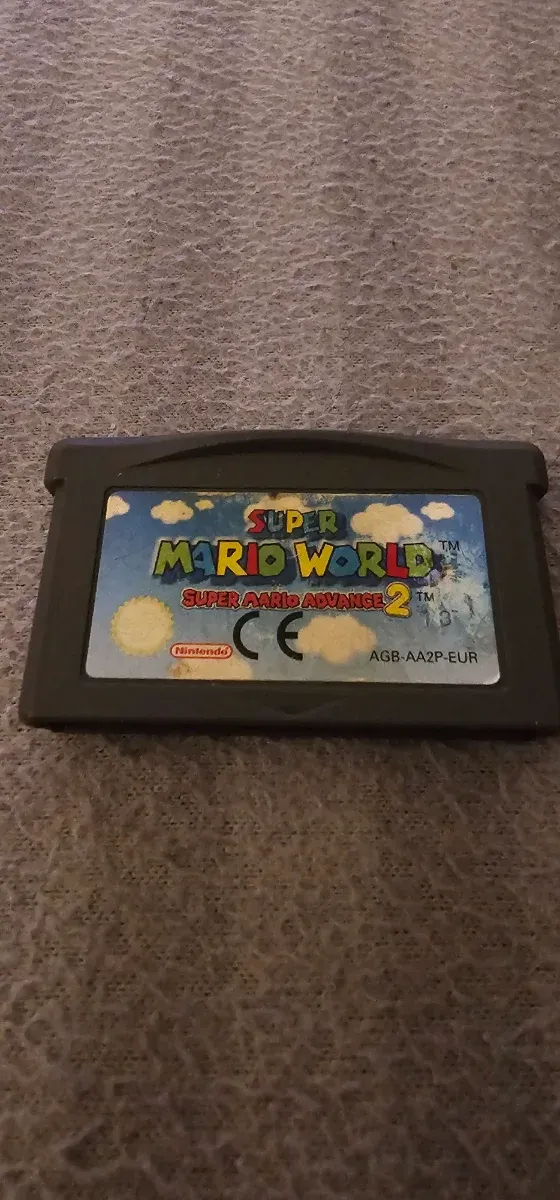 SUPER
MARIO WORLD™
SUPER MARIO ADVANCE 2™
Nintendo® CE
AGB-AA2P-EUR